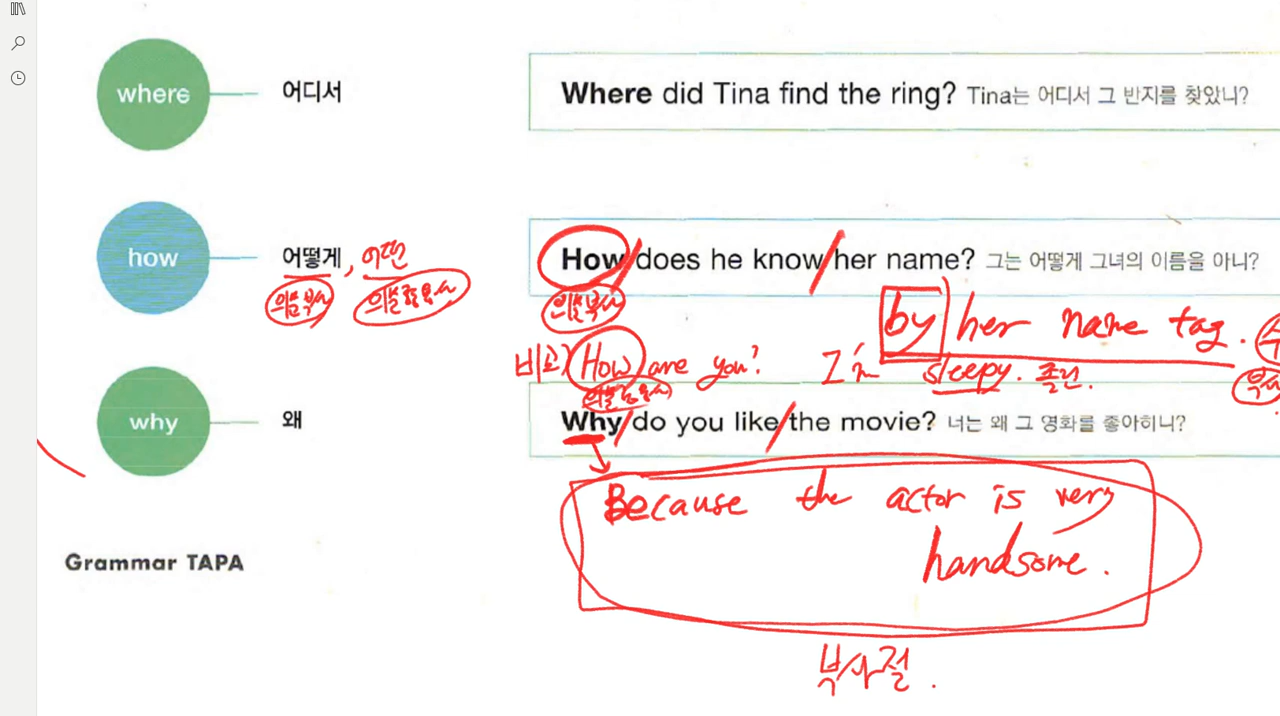 where 어디서 Where did Tina find the ring? Tina는 어디서 그 반지를 찾았니?
how 어떻게, 어떤 How does he know her name? 그는 어떻게 그녀의 이름을 아니?
의문부사 의문형용사 의문부사 by her name tag.
비교) How are you? I'm sleepy. 졸린.
의문형용사
why 왜 Why do you like the movie? 너는 왜 그 영화를 좋아하니?
Because the actor is very
handsome.
Grammar TAPA
부사절.